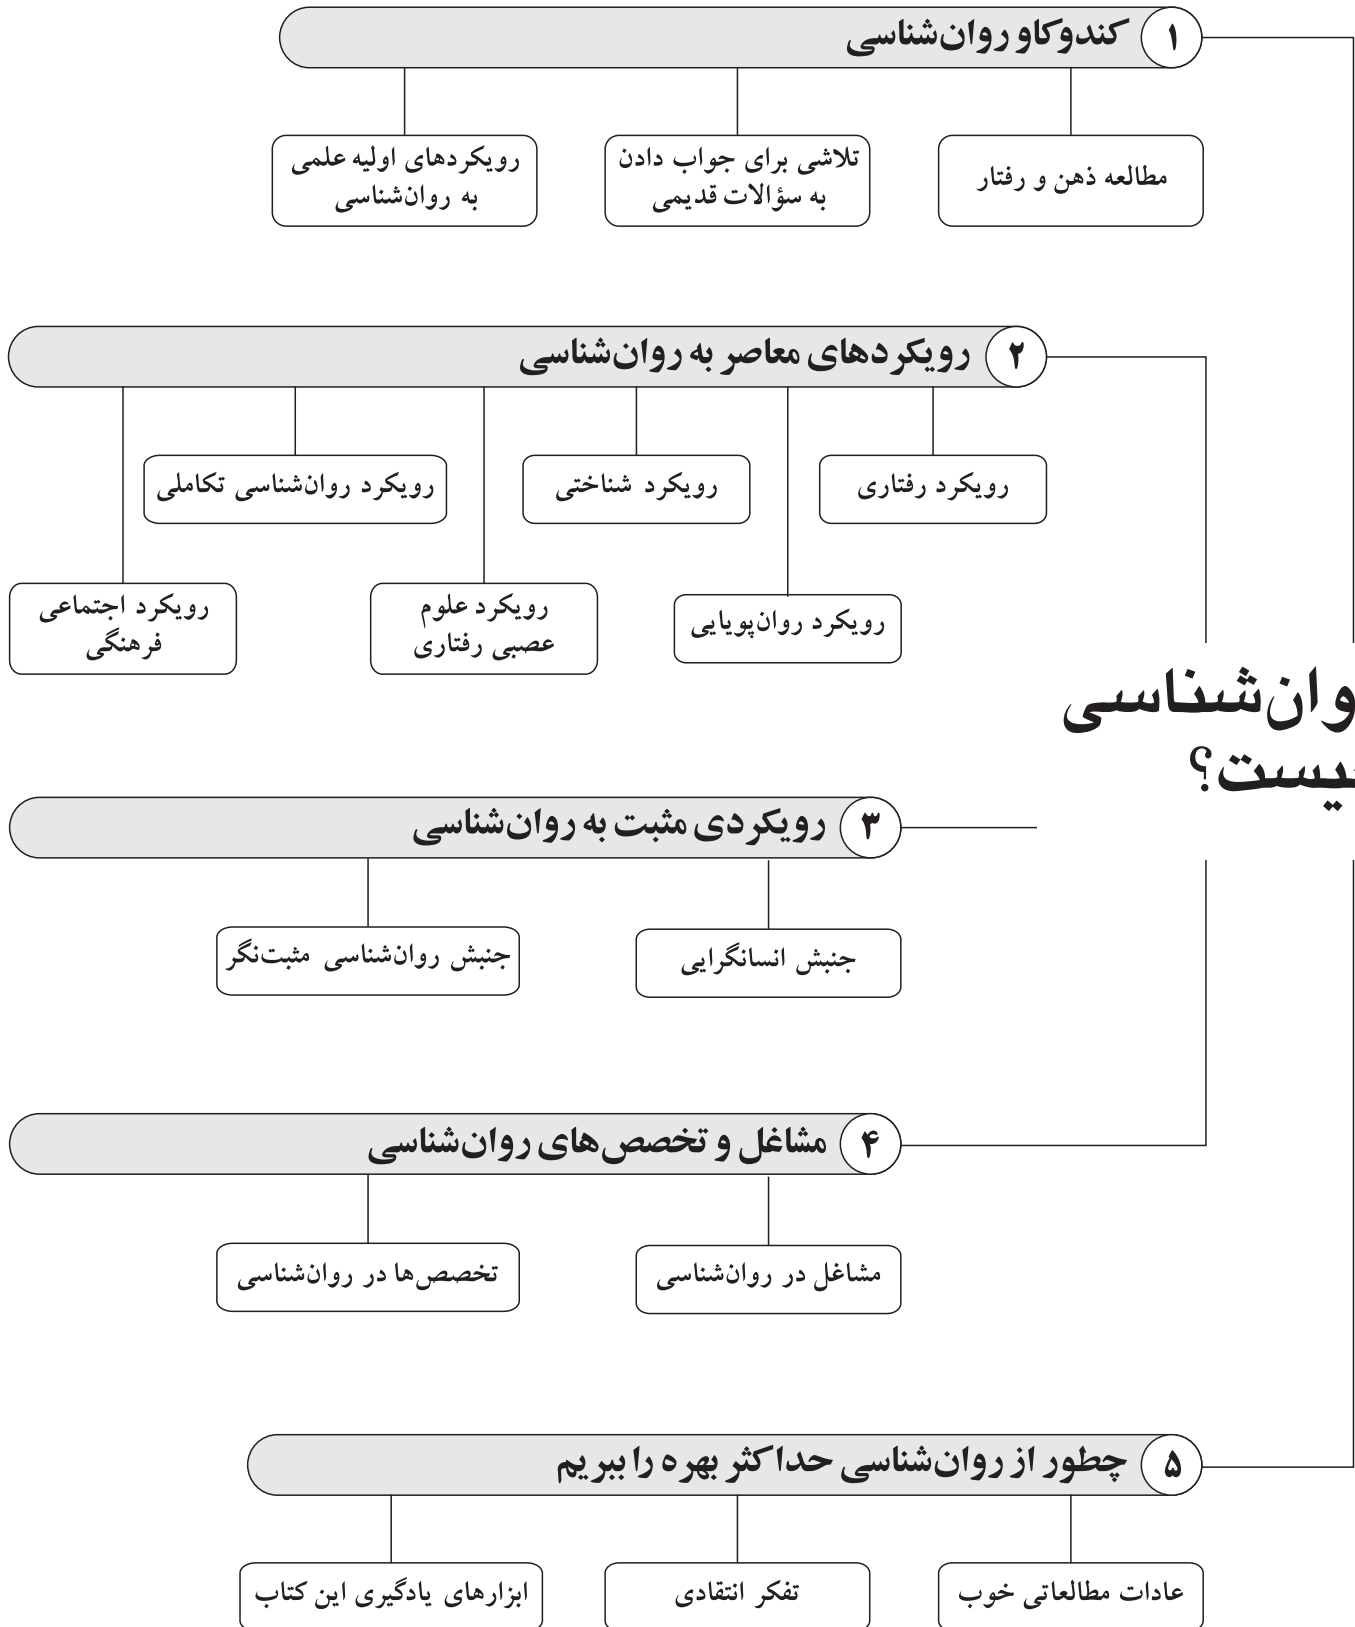 ۱ کندوکاو روان‌شناسی
مطالعه ذهن و رفتار
تلاشی برای جواب دادن
به سؤالات قدیمی
رویکردهای اولیه علمی
به روان‌شناسی
۲ رویکردهای معاصر به روان‌شناسی
رویکرد رفتاری
رویکرد روان‌پویایی
رویکرد شناختی
رویکرد علوم
عصبی رفتاری
رویکرد روان‌شناسی تکاملی
رویکرد اجتماعی
فرهنگی
وان‌شناسی
یست؟
۳ رویکردی مثبت به روان‌شناسی
جنبش انسانگرایی
جنبش روان‌شناسی مثبت‌نگر
۴ مشاغل و تخصص‌های روان‌شناسی
مشاغل در روان‌شناسی
تخصص‌ها در روان‌شناسی
۵ چطور از روان‌شناسی حداکثر بهره را ببریم
عادات مطالعاتی خوب
تفکر انتقادی
ابزارهای یادگیری این کتاب